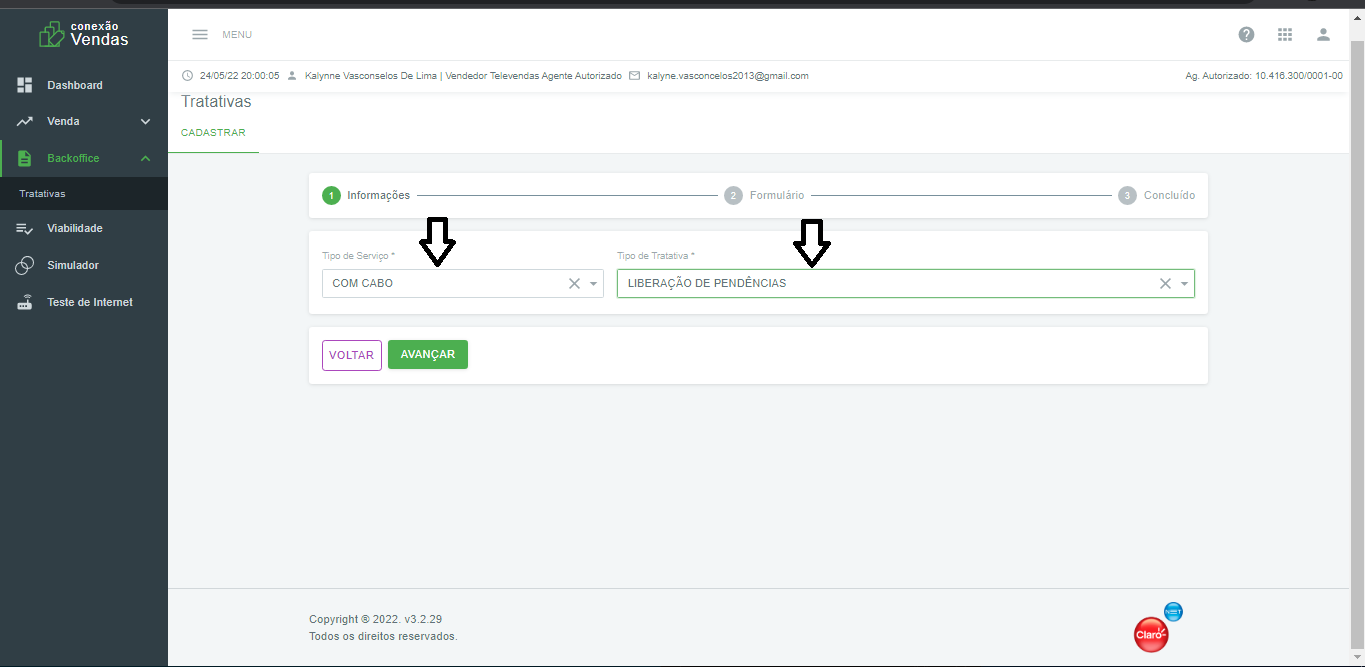 conexão
Vendas
MENU
24/05/22 20:00:05 Kalynne Vasconselos De Lima | Vendedor Televendas Agente Autorizado kalyne.vasconcelos2013@gmail.com Ag. Autorizado: 10.416.300/0001-00
Dashboard
Venda
Backoffice
Tratativas
Viabilidade
Simulador
Teste de Internet
Tratativas
CADASTRAR
1 Informações 2 Formulário 3 Concluído
Tipo de Serviço * Tipo de Tratativa *
COM CABO LIBERAÇÃO DE PENDÊNCIAS
VOLTAR AVANÇAR
Copyright ® 2022. v3.2.29
Todos os direitos reservados.
NET
Claro